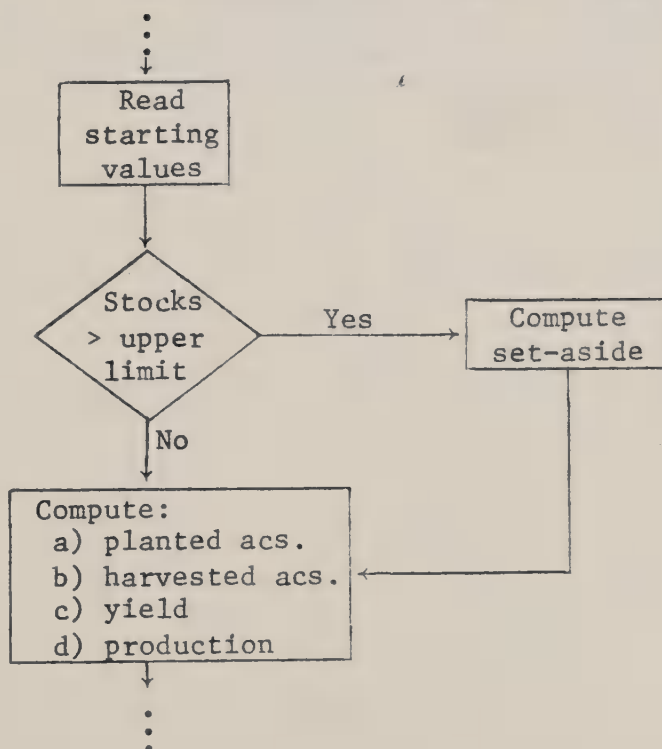 Read
starting
values
Stocks
> upper
limit
Yes
Compute
set-aside
No
Compute:
a) planted acs.
b) harvested acs.
c) yield
d) production